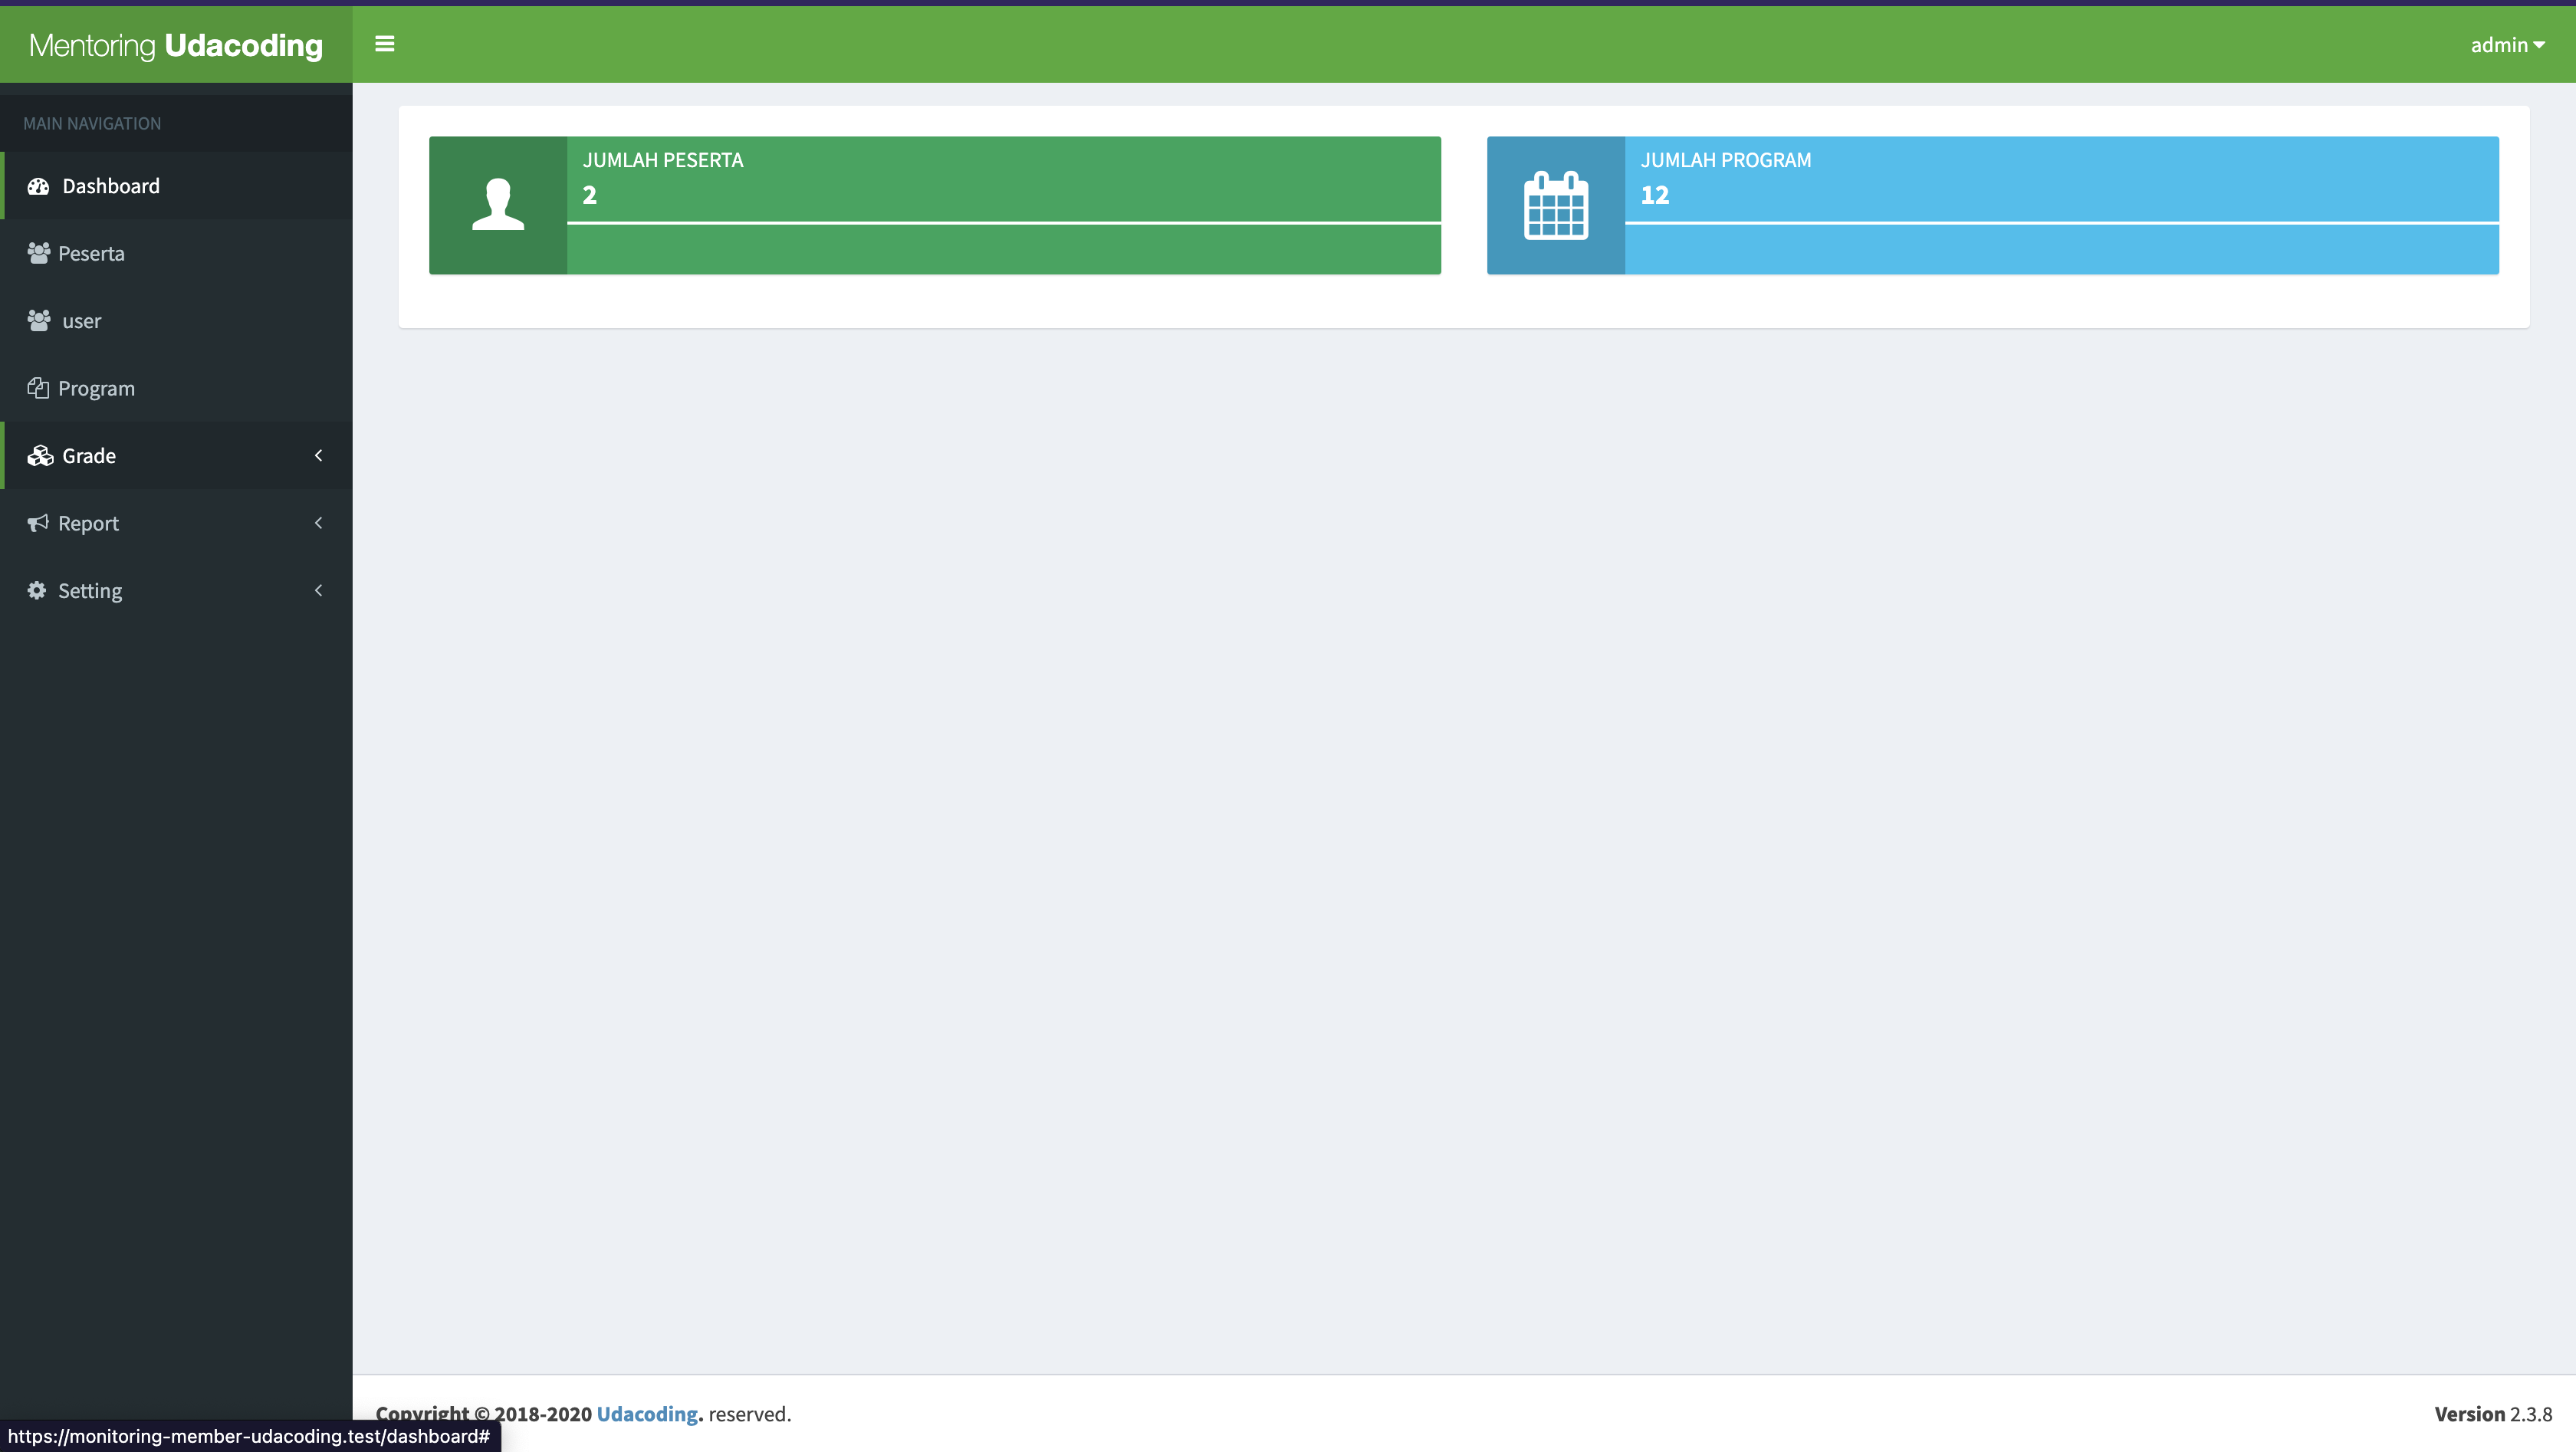 Mentoring Udacoding
admin
MAIN NAVIGATION
Dashboard
Peserta
user
Program
Grade
Report
Setting
JUMLAH PESERTA
2
JUMLAH PROGRAM
12
Copyright © 2018-2020 Udacoding. reserved.
Version 2.3.8
https://monitoring-member-udacoding.test/dashboard#